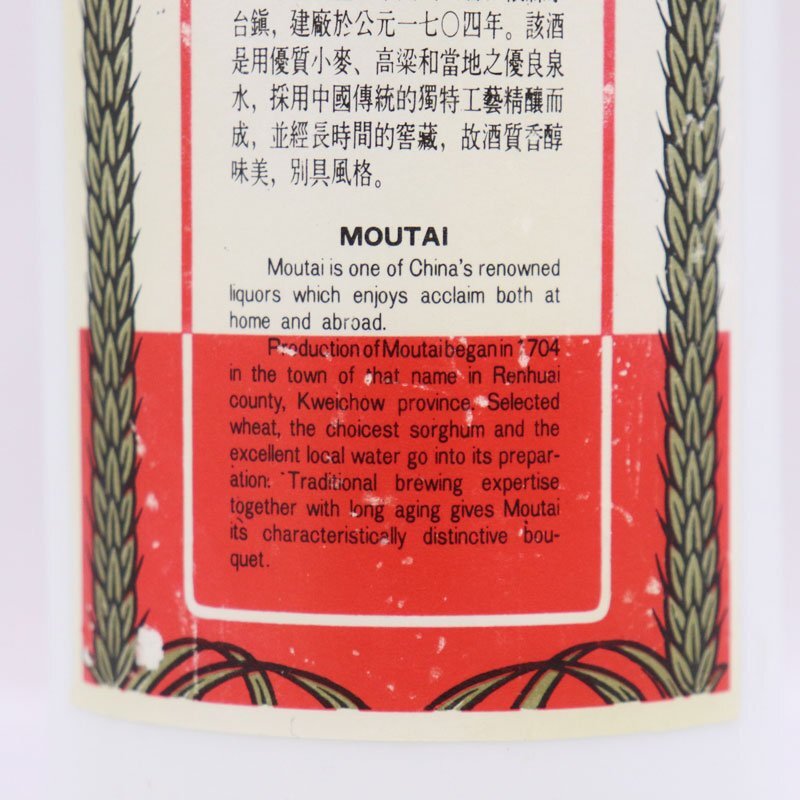 台鎮，建廠於公元一七〇四年。該酒
是用優質小麥、高粱和當地之優良泉
水，採用中國傳統的獨特工藝精釀而
成，並經長時間的窖藏，故酒質香醇
味美，別具風格。
MOUTAI
Moutai is one of China's renowned
liquors which enjoys acclaim both at
home and abroad.
Production of Moutai began in 1704
in the town of that name in Renhuai
county, Kweichow province. Selected
wheat, the choicest sorghum and the
excellent local water go into its prepar-
ation. Traditional brewing expertise
together with long aging gives Moutai
its characteristically distinctive bou-
quet.